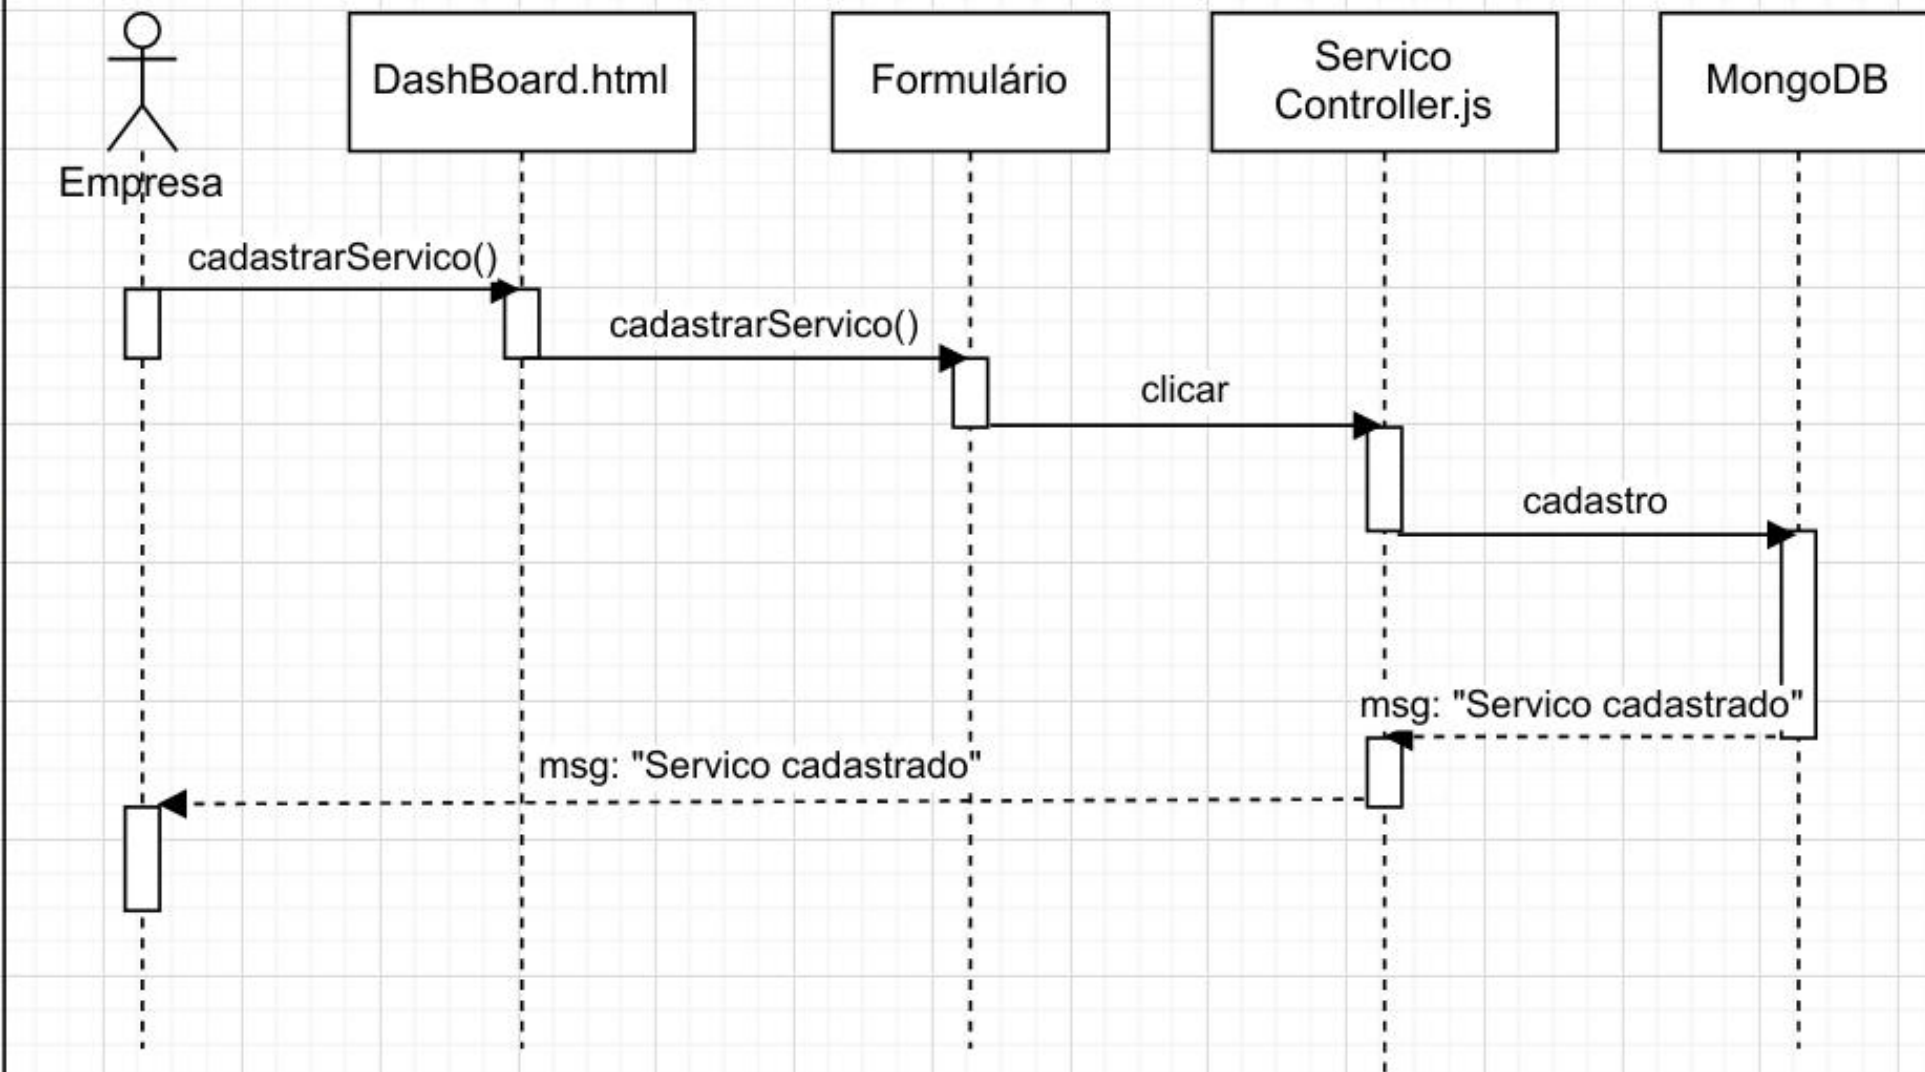 DashBoard.html
Formulário
Servico
Controller.js
MongoDB
Empresa
cadastrarServico()
cadastrarServico()
clicar
cadastro
msg: "Servico cadastrado"
msg: "Servico cadastrado"